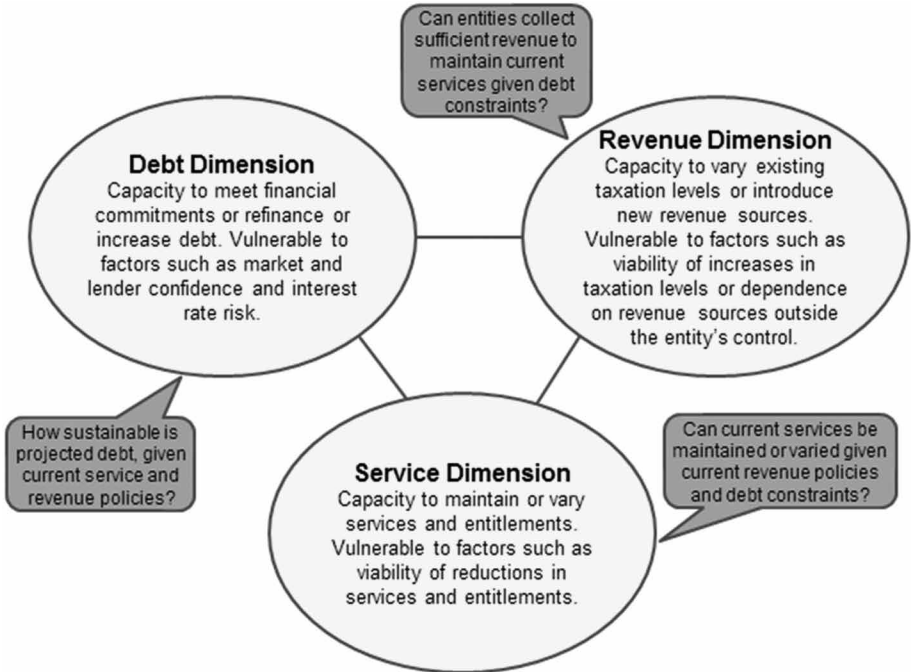 Can entities collect
sufficient revenue to
maintain current
services given debt
constraints?
Debt Dimension
Capacity to meet financial
commitments or refinance or
increase debt. Vulnerable to
factors such as market and
lender confidence and interest
rate risk.
Revenue Dimension
Capacity to vary existing
taxation levels or introduce
new revenue sources.
Vulnerable to factors such as
viability of increases in
taxation levels or dependence
on revenue sources outside
the entity's control.
How sustainable is
projected debt, given
current service and
revenue policies?
Service Dimension
Capacity to maintain or vary
services and entitlements.
Vulnerable to factors such as
viability of reductions in
services and entitlements.
Can current services be
maintained or varied given
current revenue policies
and debt constraints?